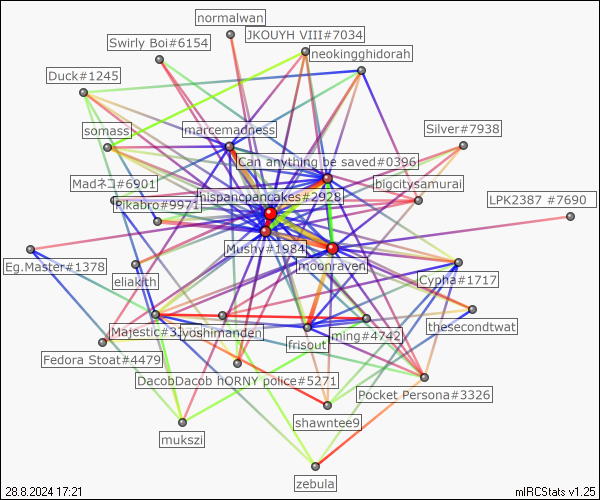 normalwan
JKOUYH VIII#7034
Swirly Boi#6154
neokingghidorah
Duck#1245
somass
marcemadness
Silver#7938
Can anything be saved#0396
Madネコ#6901
bigcitysamurai
hispancpancakes#2928
LPK2387 #7690
Pikabro#9971
Mushy#1984
moonraven
Eg.Master#1378
eliakith
Cypha#1717
Majestic#3
yoshimanden
ming#4742
thesecondtwat
frisout
Fedora Stoat#4479
DacobDacob hORNY police#5271
Pocket Persona#3326
shawntee9
mukszi
zebula
28.8.2024 17:21
mIRCStats v1.25